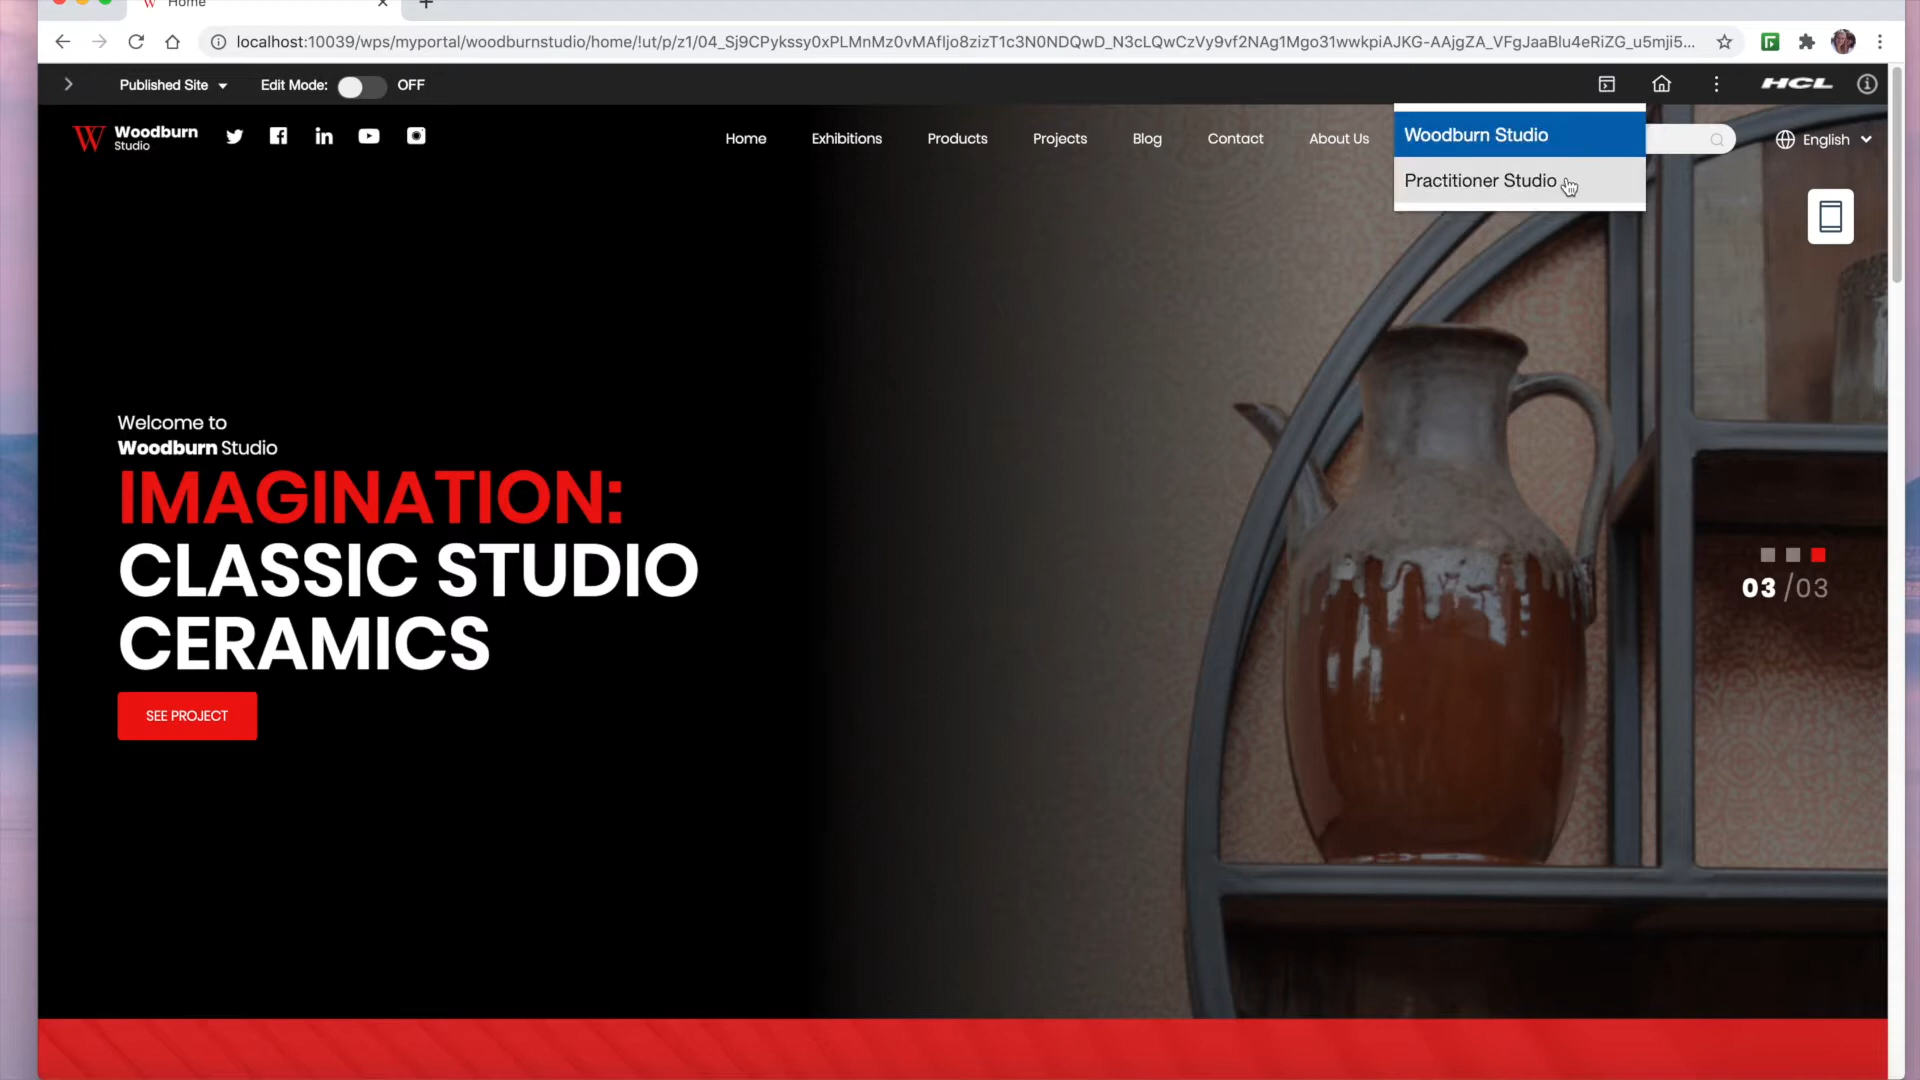 Home
localhost:10039/wps/myportal/woodburnstudio/home/!ut/p/z1/04_Sj9CPykssy0xPLMnMz0vMAfIjo8zizT1c3N0NDQwD_N3cLQwCzVy9vf2NAg1Mgo31wwkpiAJKG-AAjgZA_VFgJaaBlu4eRiZG_u5mji5...
Published Site
Edit Mode:
OFF
HCL
Woodburn
Studio
Home
Exhibitions
Products
Projects
Blog
Contact
About Us
Woodburn Studio
Practitioner Studio
English
Welcome to
Woodburn Studio
IMAGINATION:
CLASSIC STUDIO
CERAMICS
SEE PROJECT
03 /03